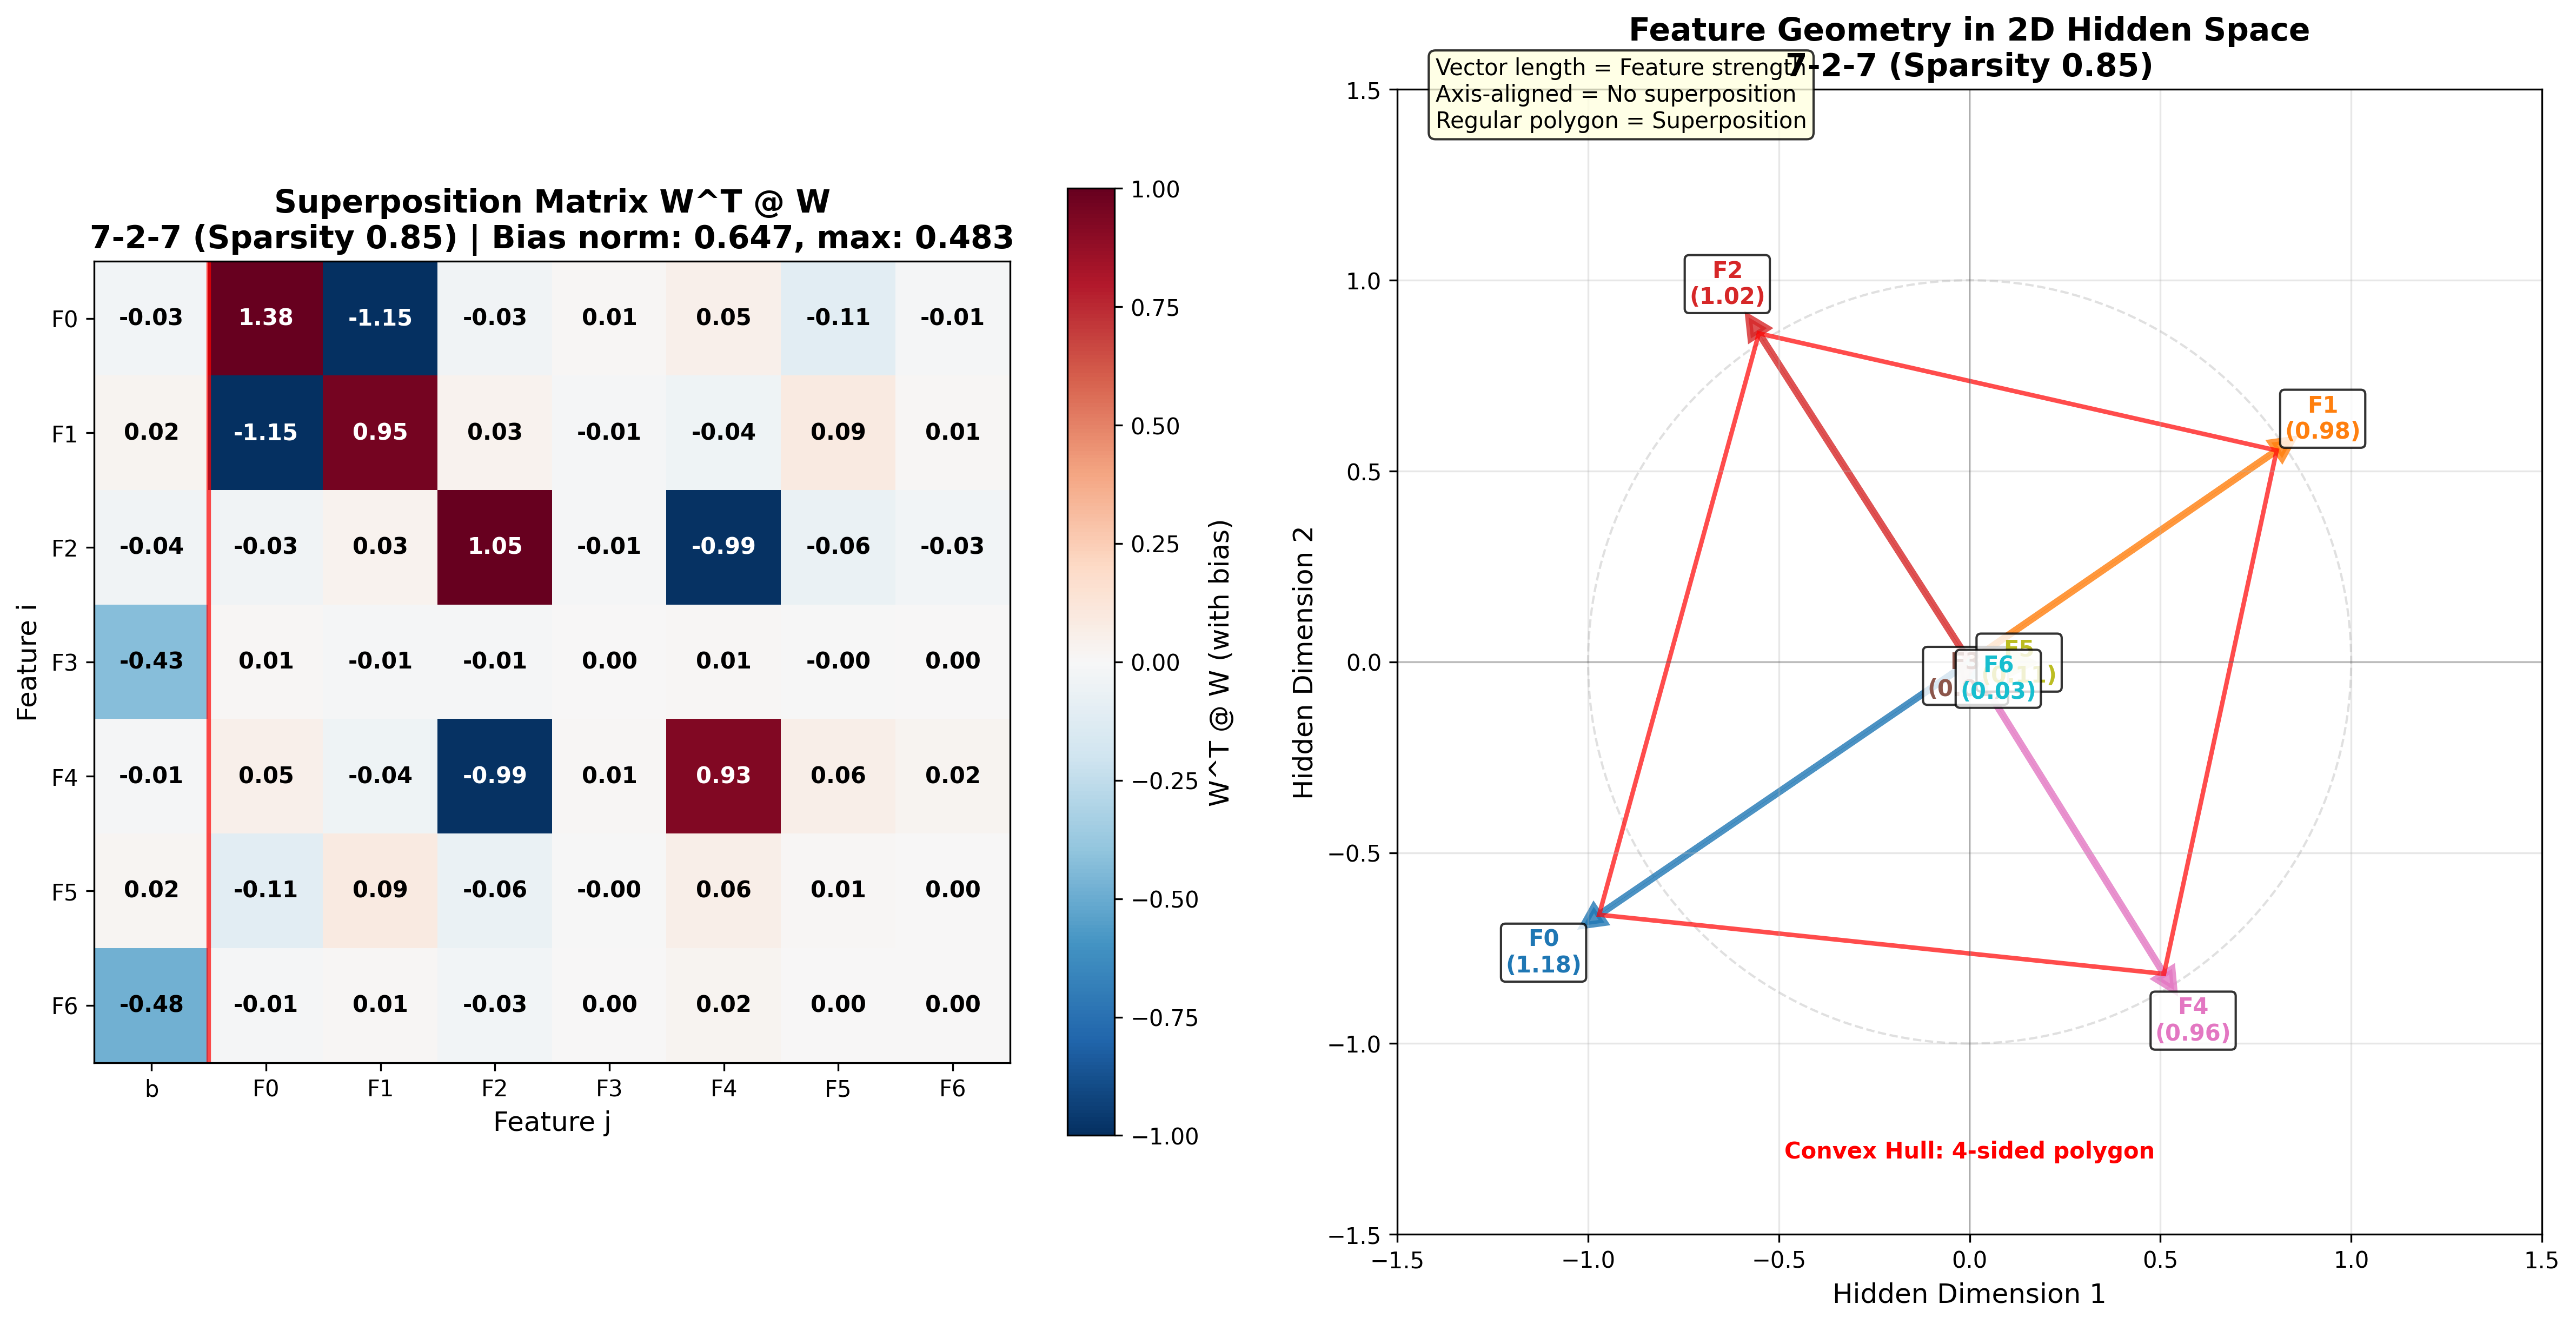 Superposition Matrix W^T @ W
7-2-7 (Sparsity 0.85) | Bias norm: 0.647, max: 0.483
Feature i
F0 -0.03 1.38 -1.15 -0.03 0.01 0.05 -0.11 -0.01
F1 0.02 -1.15 0.95 0.03 -0.01 -0.04 0.09 0.01
F2 -0.04 -0.03 0.03 1.05 -0.01 -0.99 -0.06 -0.03
F3 -0.43 0.01 -0.01 -0.01 0.00 0.01 -0.00 0.00
F4 -0.01 0.05 -0.04 -0.99 0.01 0.93 0.06 0.02
F5 0.02 -0.11 0.09 -0.06 -0.00 0.06 0.01 0.00
F6 -0.48 -0.01 0.01 -0.03 0.00 0.02 0.00 0.00
b F0 F1 F2 F3 F4 F5 F6
Feature j
1.00
0.75
0.50
0.25
0.00
−0.25
−0.50
−0.75
−1.00
W^T @ W (with bias)
Feature Geometry in 2D Hidden Space
7-2-7 (Sparsity 0.85)
Vector length = Feature strength
Axis-aligned = No superposition
Regular polygon = Superposition
Hidden Dimension 2
1.5
1.0
0.5
0.0
−0.5
−1.0
−1.5
F2
(1.02)
F1
(0.98)
F5
F6
(0.03)
F0
(1.18)
F4
(0.96)
Convex Hull: 4-sided polygon
−1.5 −1.0 −0.5 0.0 0.5 1.0 1.5
Hidden Dimension 1